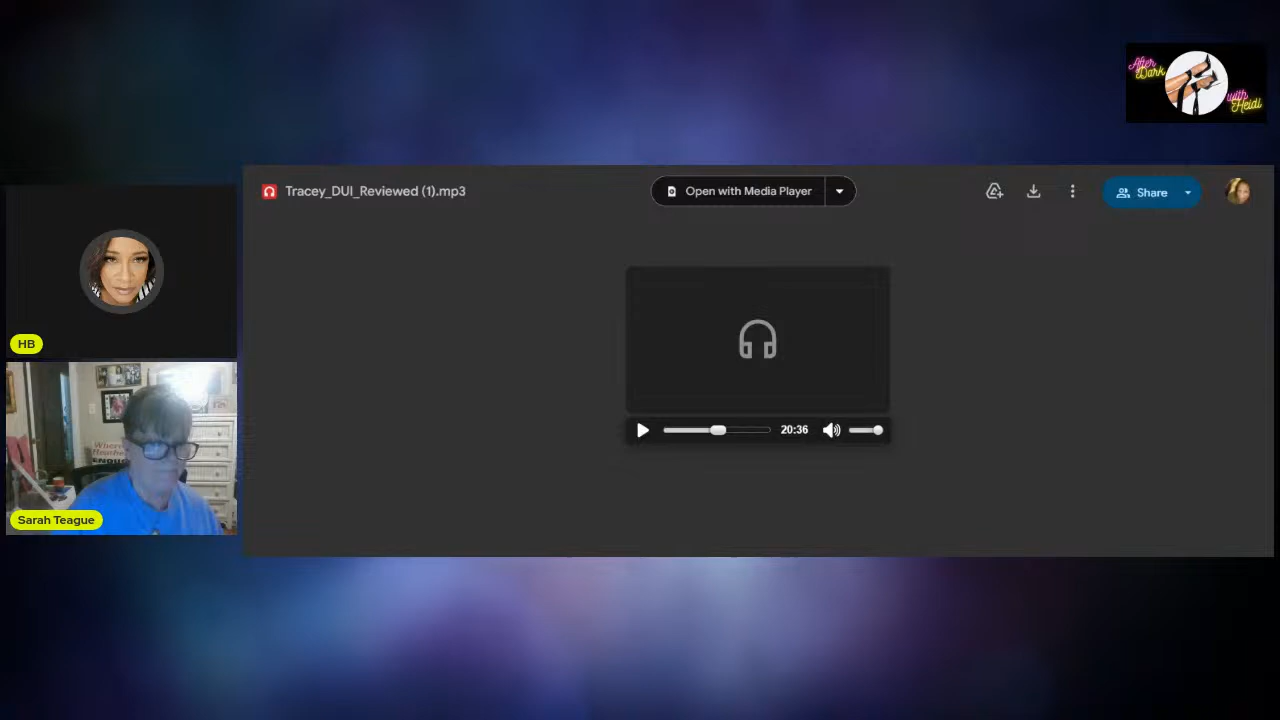 After
Dark
with
Heidi
Tracey_DUI_Reviewed (1).mp3
Open with Media Player
Share
HB
20:36
Sarah Teague